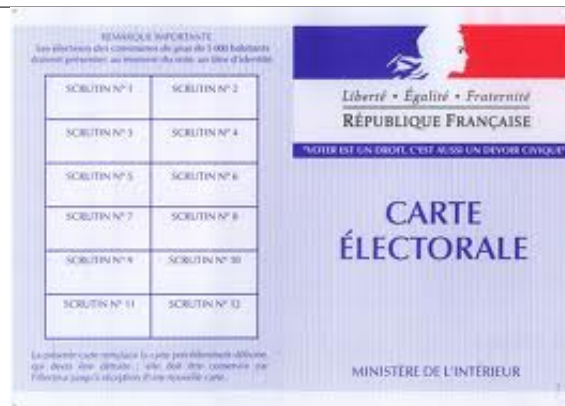 REMARQUE IMPORTANTE
Les électeurs des communes de plus de 5 000 habitants
doivent présenter, au moment du vote, un titre d'identité
SCRUTIN N° 1
SCRUTIN N° 2
SCRUTIN N° 3
SCRUTIN N° 4
SCRUTIN N° 5
SCRUTIN N° 6
SCRUTIN N° 7
SCRUTIN N° 8
SCRUTIN N° 9
SCRUTIN N° 10
SCRUTIN N° 11
SCRUTIN N° 12
La présente carte remplace la carte précédemment délivrée,
qui devra être détruite ; elle doit être conservée par
l'électeur jusqu'à réception d'une nouvelle carte.
Liberté • Égalité • Fraternité
RÉPUBLIQUE FRANÇAISE
"VOTER EST UN DROIT, C'EST AUSSI UN DEVOIR CIVIQUE"
CARTE
ÉLECTORALE
MINISTÈRE DE L'INTÉRIEUR